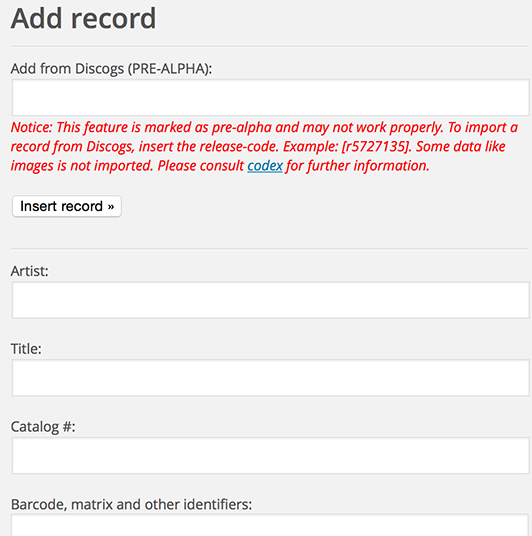 Add record
Add from Discogs (PRE-ALPHA):
Notice: This feature is marked as pre-alpha and may not work properly. To import a
record from Discogs, insert the release-code. Example: [r5727135]. Some data like
images is not imported. Please consult codex for further information.
Insert record »
Artist:
Title:
Catalog #:
Barcode, matrix and other identifiers: